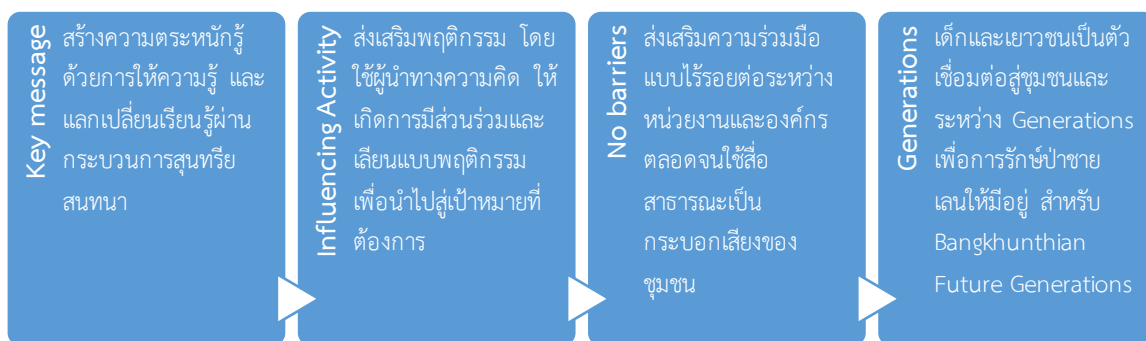 Key message
สร้างความตระหนักรู้
ด้วยการให้ความรู้ และ
แลกเปลี่ยนเรียนรู้ผ่าน
กระบวนการสุนทรีย
สนทนา
Influencing Activity
ส่งเสริมพฤติกรรม โดย
ใช้ผู้นำทางความคิด ให้
เกิดการมีส่วนร่วมและ
เลียนแบบพฤติกรรม
เพื่อนำไปสู่เป้าหมายที่
ต้องการ
No barriers
ส่งเสริมความร่วมมือ
แบบไร้รอยต่อระหว่าง
หน่วยงานและองค์กร
ตลอดจนใช้สื่อ
สาธารณะเป็น
กระบอกเสียงของ
ชุมชน
Generations
เด็กและเยาวชนเป็นตัว
เชื่อมต่อสู่ชุมชนและ
ระหว่าง Generations
เพื่อการรักษ์ป่าชาย
เลนให้มีอยู่ สำหรับ
Bangkhunthian
Future Generations